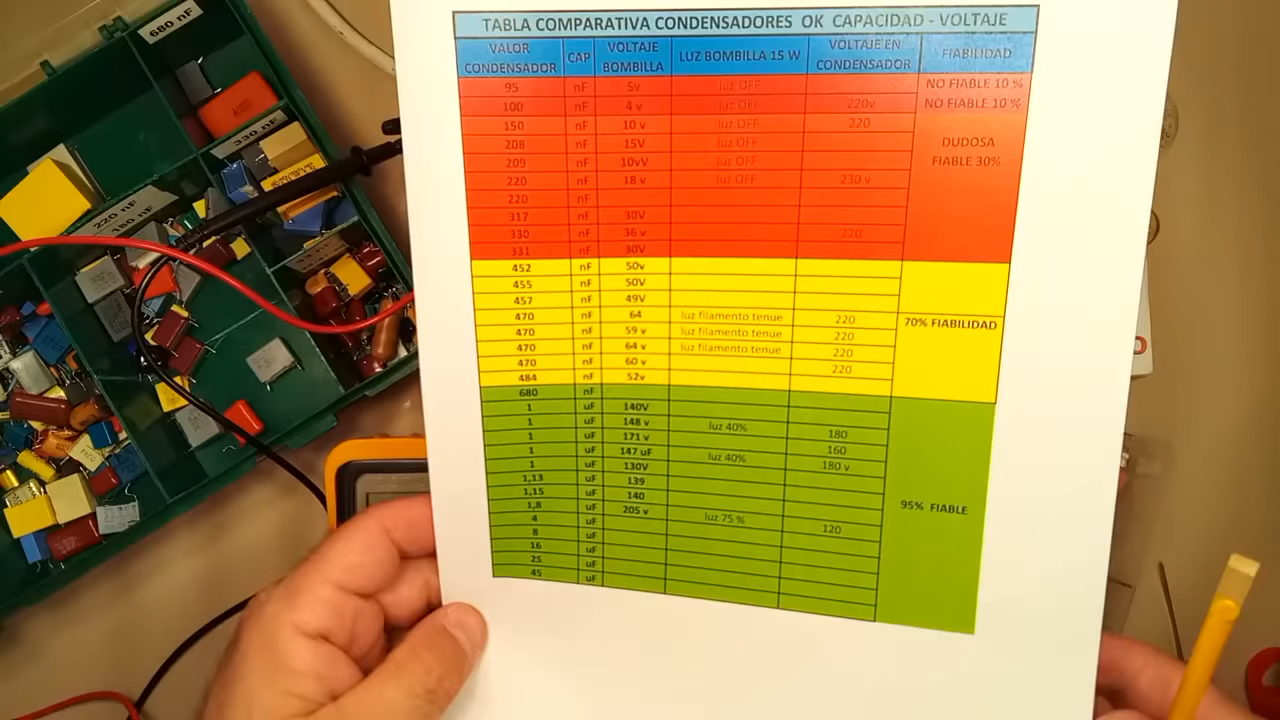 680 nF
330 nF
220 nF
180 nF
TABLA COMPARATIVA CONDENSADORES OK CAPACIDAD - VOLTAJE
VALOR CONDENSADOR CAP VOLTAJE BOMBILLA LUZ BOMBILLA 15 W VOLTAJE EN CONDENSADOR FIABILIDAD
95 nF 5v luz OFF NO FIABLE 10 %
100 nF 4 v luz OFF 220v NO FIABLE 10 %
150 nF 10 v luz OFF 220
208 nF 15V luz OFF DUDOSA
209 nF 10vV luz OFF FIABLE 30%
220 nF 18 v luz OFF 230 v
220 nF
317 nF 30V
330 nF 36 v 220
331 nF 30V
452 nF 50v
455 nF 50V
457 nF 49V
470 nF 64 luz filamento tenue 220 70% FIABILIDAD
470 nF 59 v luz filamento tenue 220
470 nF 64 v luz filamento tenue 220
470 nF 60 v 220
484 nF 52v
680 nF
1 uF 140V
1 uF 148 v luz 40% 180
1 uF 171 v 160
1 uF 147 uF luz 40% 180 v
1 uF 130V
1,13 uF 139
1,15 uF 140
1,8 uF 205 v luz 75 % 120 95% FIABLE
4 uF
8 uF
16 uF
25 uF
45 uF